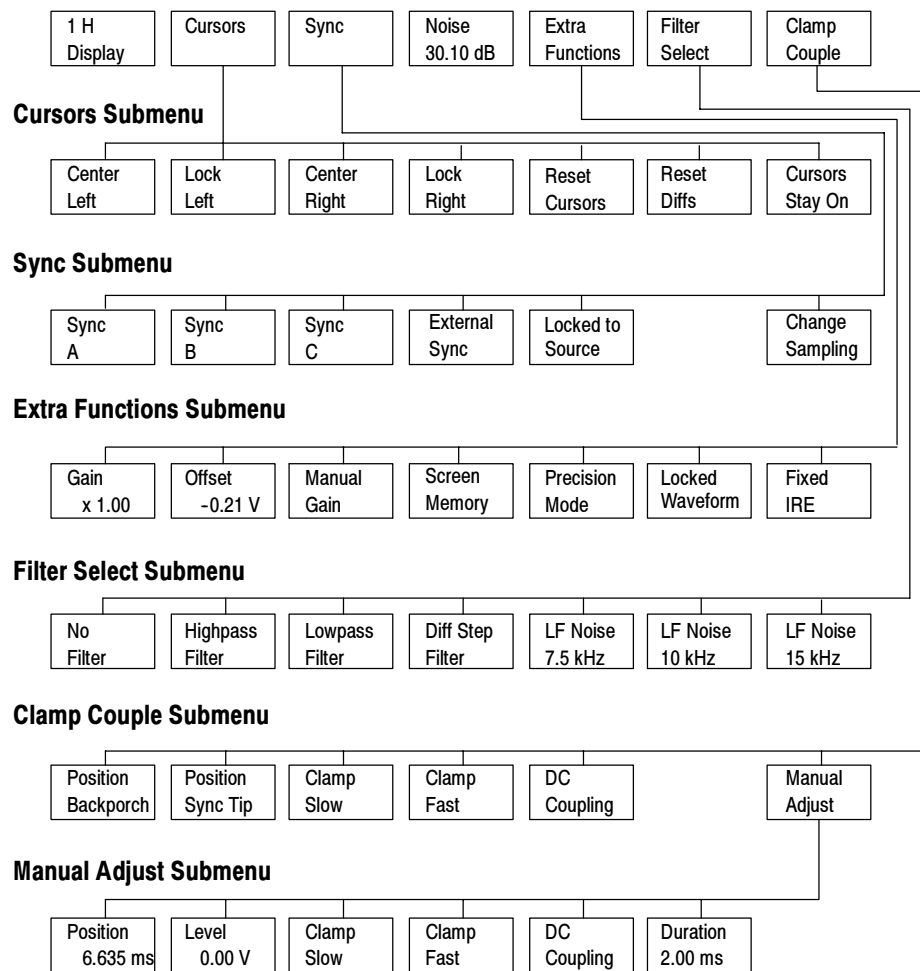 1 H Display
Cursors
Sync
Noise 30.10 dB
Extra Functions
Filter Select
Clamp Couple
Cursors Submenu
Center Left
Lock Left
Center Right
Lock Right
Reset Cursors
Reset Diffs
Cursors Stay On
Sync Submenu
Sync A
Sync B
Sync C
External Sync
Locked to Source
Change Sampling
Extra Functions Submenu
Gain x 1.00
Offset -0.21 V
Manual Gain
Screen Memory
Precision Mode
Locked Waveform
Fixed IRE
Filter Select Submenu
No Filter
Highpass Filter
Lowpass Filter
Diff Step Filter
LF Noise 7.5 kHz
LF Noise 10 kHz
LF Noise 15 kHz
Clamp Couple Submenu
Position Backporch
Position Sync Tip
Clamp Slow
Clamp Fast
DC Coupling
Manual Adjust
Manual Adjust Submenu
Position 6.635 ms
Level 0.00 V
Clamp Slow
Clamp Fast
DC Coupling
Duration 2.00 ms